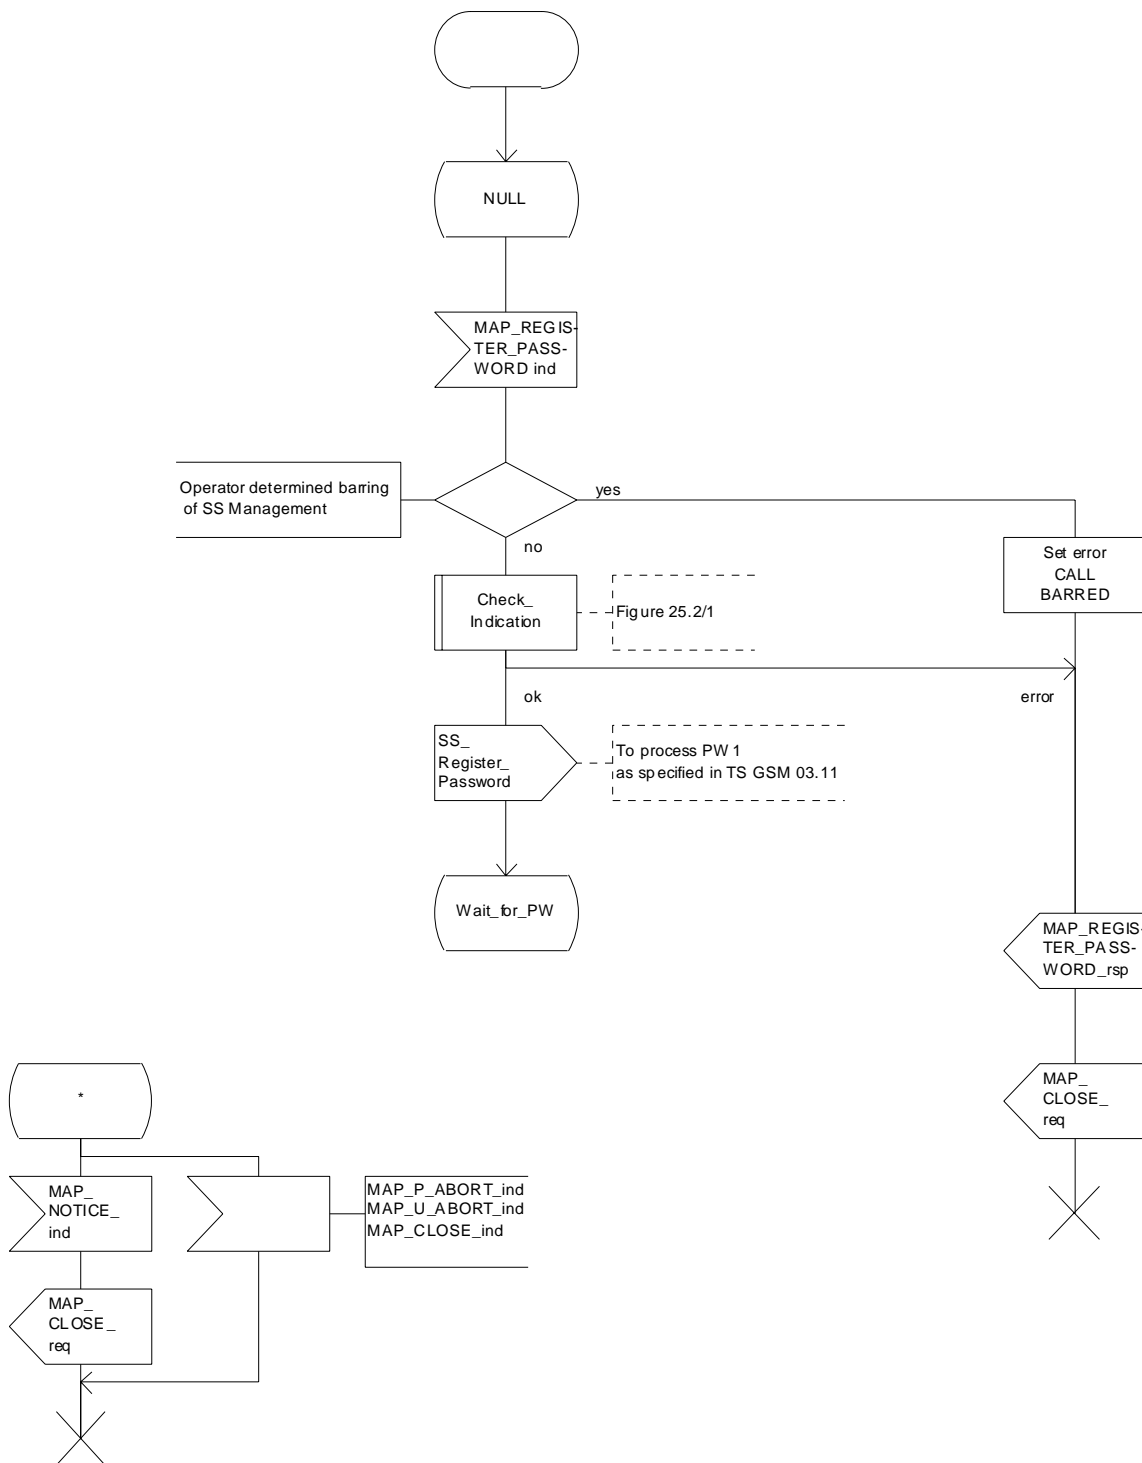 NULL
MAP_REGIS-
TER_PASS-
WORD ind
Operator determined barring
of SS Management
yes
no
Set error
CALL
BARRED
Check_
Indication
Figure 25.2/1
ok
error
SS_
Register_
Password
To process PW 1
as specified in TS GSM 03.11
Wait_for_PW
MAP_REGIS-
TER_PASS-
WORD_rsp
MAP_
CLOSE_
req
*
MAP_
NOTICE_
ind
MAP_P_ABORT_ind
MAP_U_ABORT_ind
MAP_CLOSE_ind
MAP_
CLOSE_
req